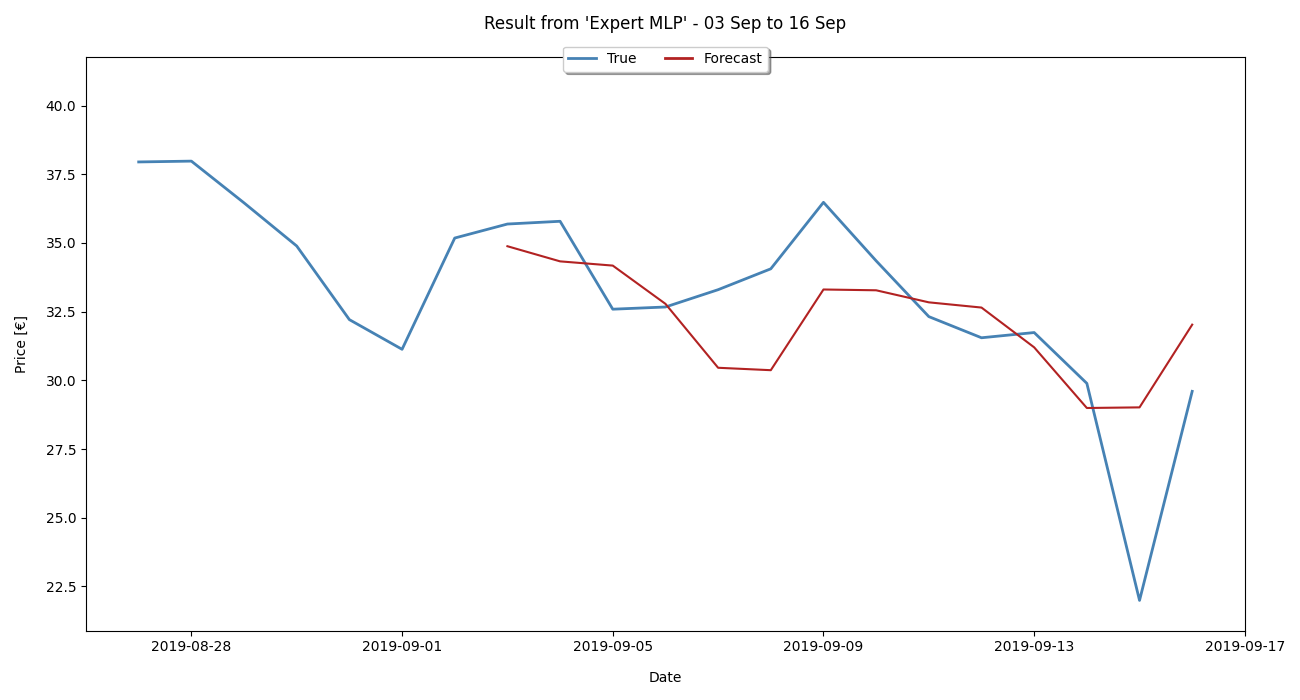 Result from 'Expert MLP' - 03 Sep to 16 Sep
True Forecast
40.0
37.5
35.0
32.5
30.0
27.5
25.0
22.5
Price [€]
2019-08-28 2019-09-01 2019-09-05 2019-09-09 2019-09-13 2019-09-17
Date